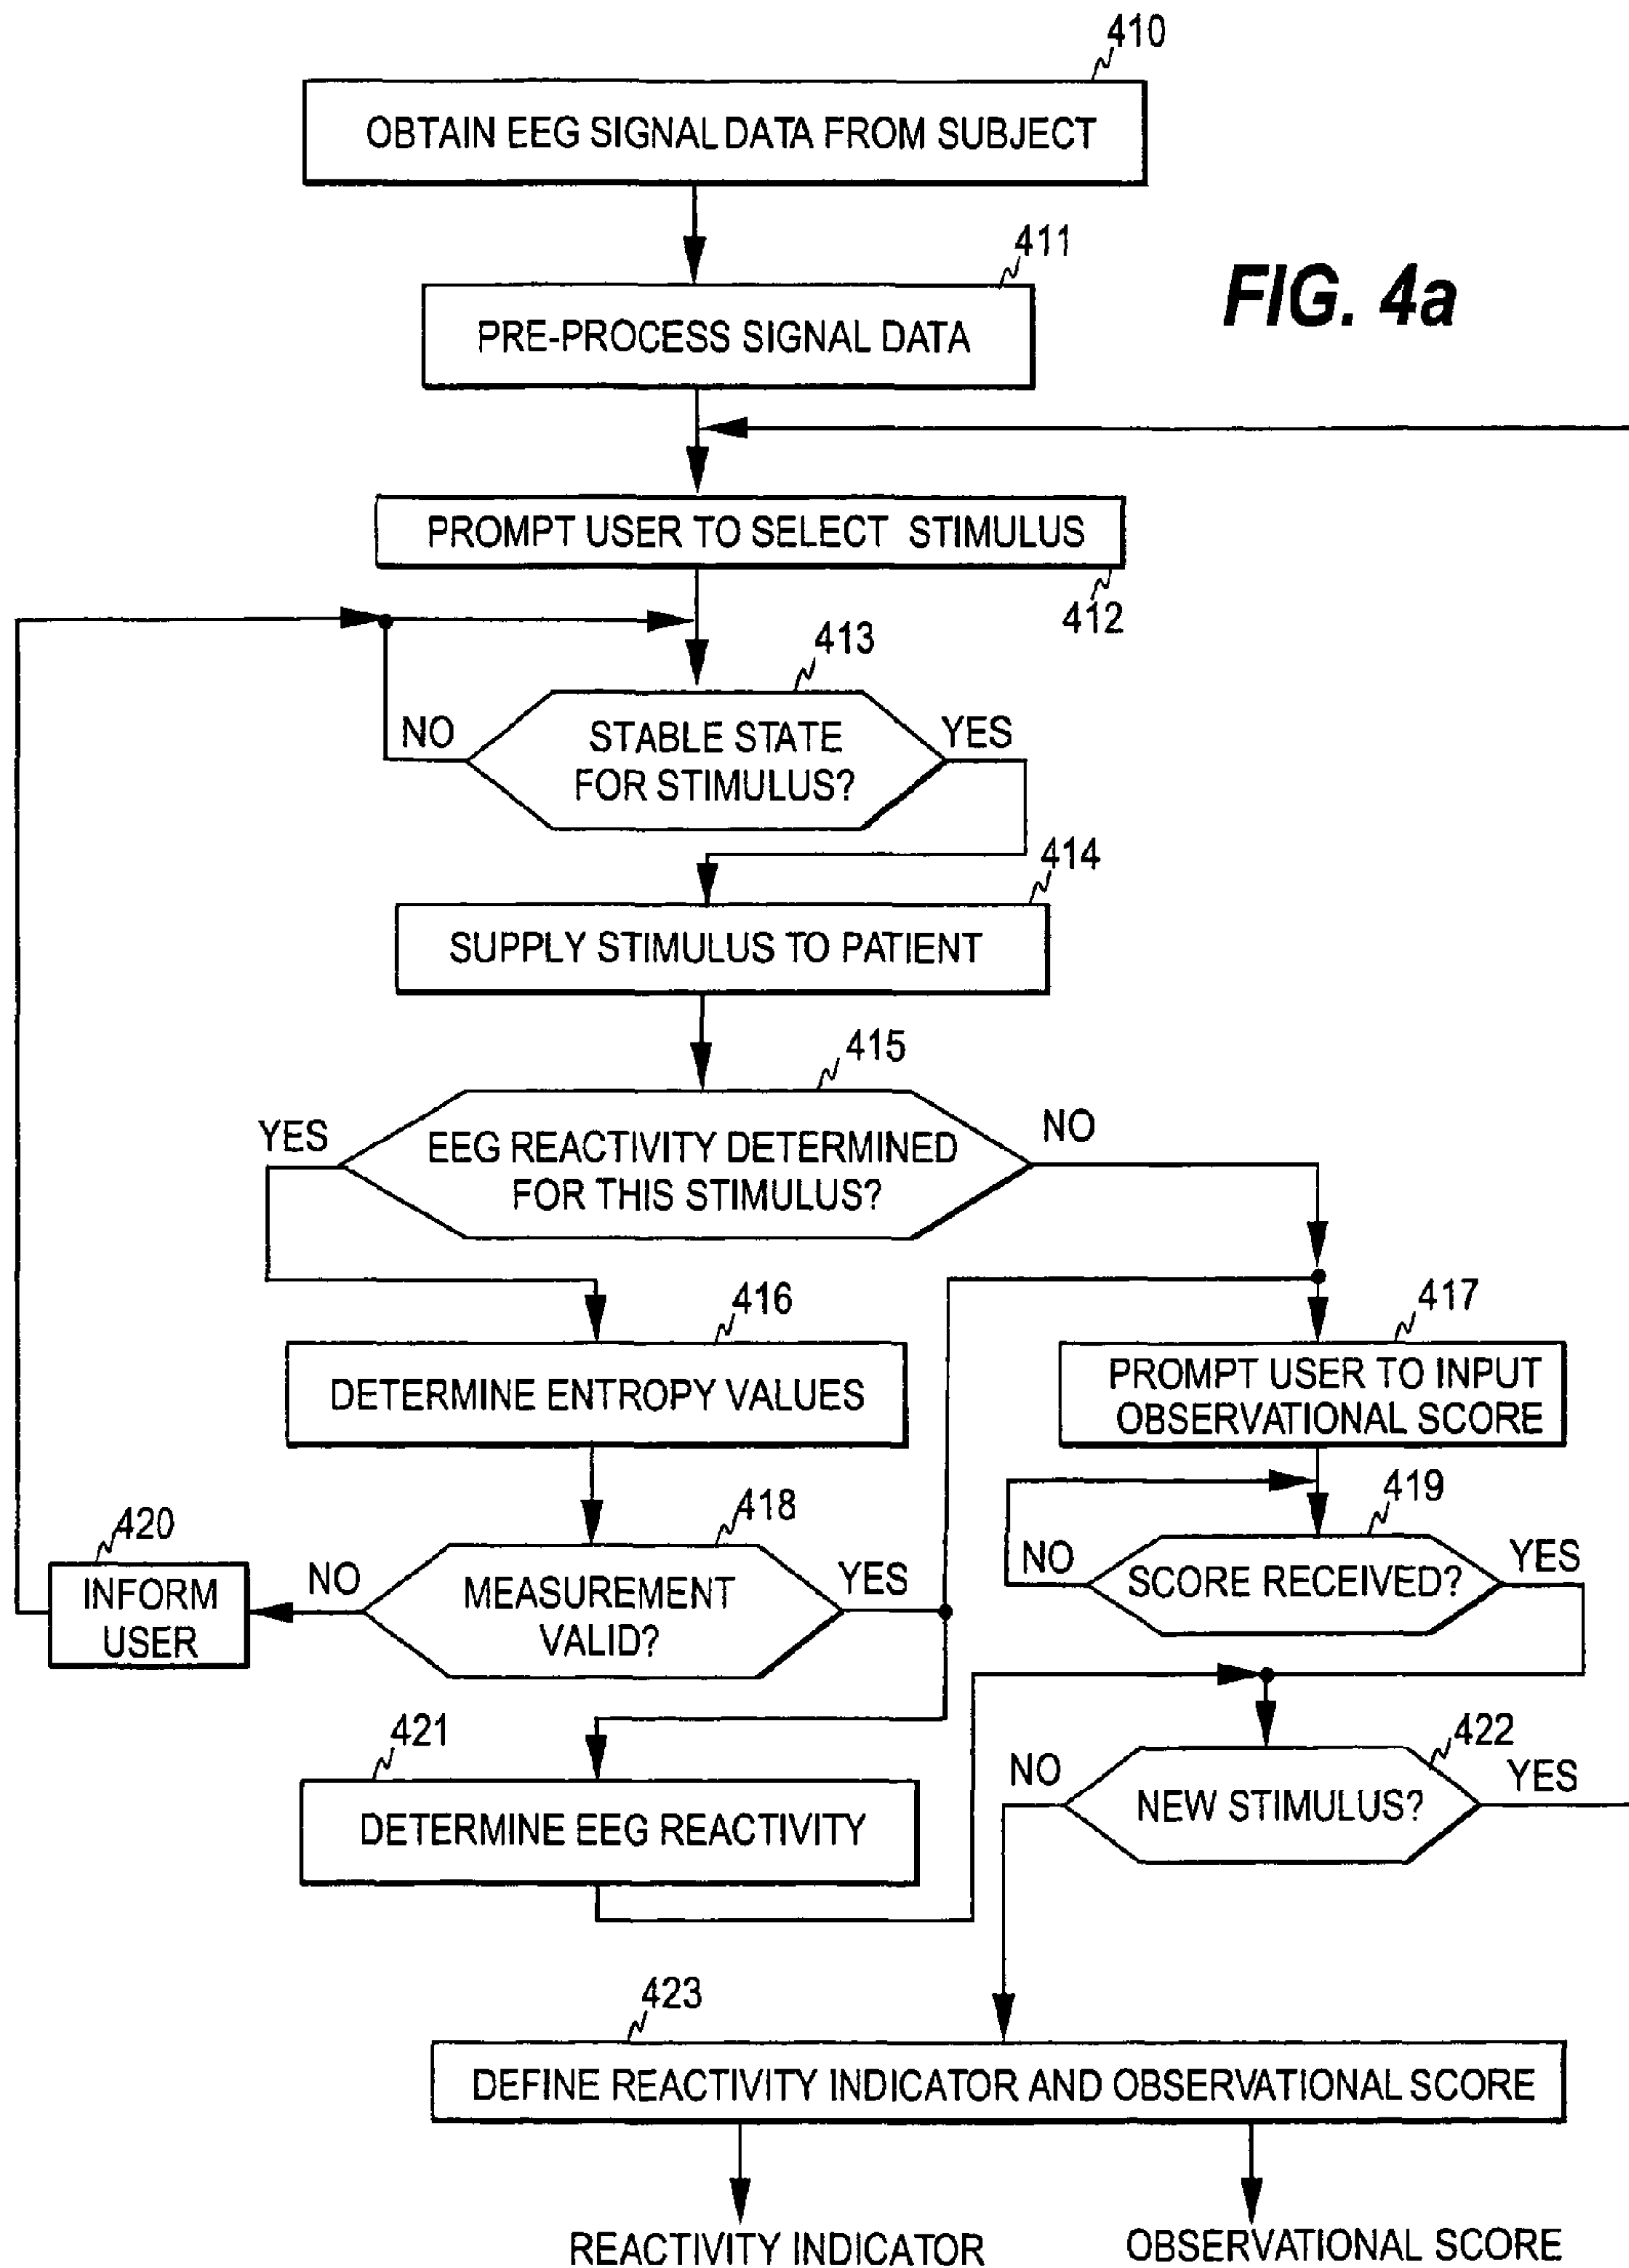 410
OBTAIN EEG SIGNAL DATA FROM SUBJECT
411
FIG. 4a
PRE-PROCESS SIGNAL DATA
PROMPT USER TO SELECT STIMULUS
412
413
NO
STABLE STATE
FOR STIMULUS?
YES
414
SUPPLY STIMULUS TO PATIENT
415
YES
EEG REACTIVITY DETERMINED
FOR THIS STIMULUS?
NO
416
DETERMINE ENTROPY VALUES
417
PROMPT USER TO INPUT
OBSERVATIONAL SCORE
418
MEASUREMENT
VALID?
NO
YES
420
INFORM
USER
419
NO
SCORE RECEIVED?
YES
421
DETERMINE EEG REACTIVITY
422
NO
NEW STIMULUS?
YES
423
DEFINE REACTIVITY INDICATOR AND OBSERVATIONAL SCORE
REACTIVITY INDICATOR
OBSERVATIONAL SCORE